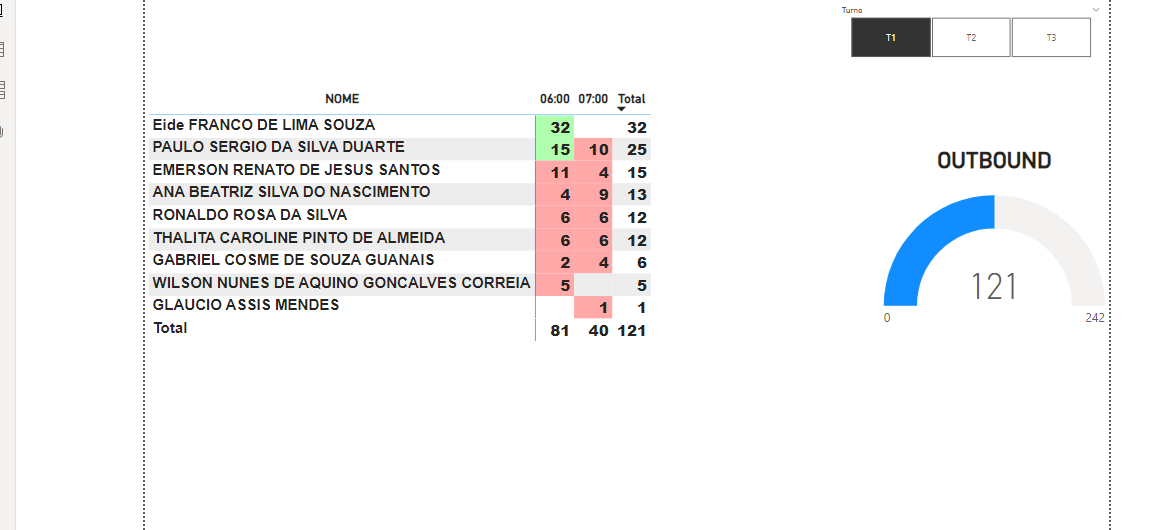 Turno
T1 T2 T3
NOME 06:00 07:00 Total
Eide FRANCO DE LIMA SOUZA 32 32
PAULO SERGIO DA SILVA DUARTE 15 10 25
EMERSON RENATO DE JESUS SANTOS 11 4 15
ANA BEATRIZ SILVA DO NASCIMENTO 4 9 13
RONALDO ROSA DA SILVA 6 6 12
THALITA CAROLINE PINTO DE ALMEIDA 6 6 12
GABRIEL COSME DE SOUZA GUANAIS 2 4 6
WILSON NUNES DE AQUINO GONCALVES CORREIA 5 5
GLAUCIO ASSIS MENDES 1 1
Total 81 40 121
OUTBOUND
121
0 242